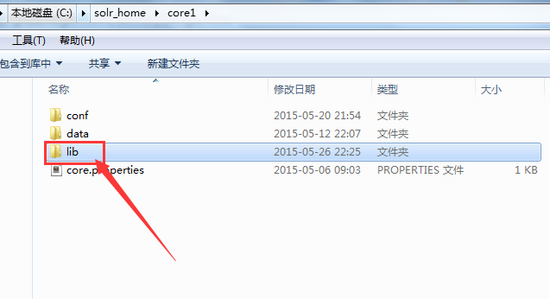 本地磁盘 (C:) ▸ solr_home ▸ core1 ▸
工具(T) 帮助(H)
包含到库中 共享 新建文件夹
名称 修改日期 类型 大小
conf 2015-05-20 21:54 文件夹
data 2015-05-12 22:07 文件夹
lib 2015-05-26 22:25 文件夹
core.properties 2015-05-06 09:03 PROPERTIES 文件 1 KB